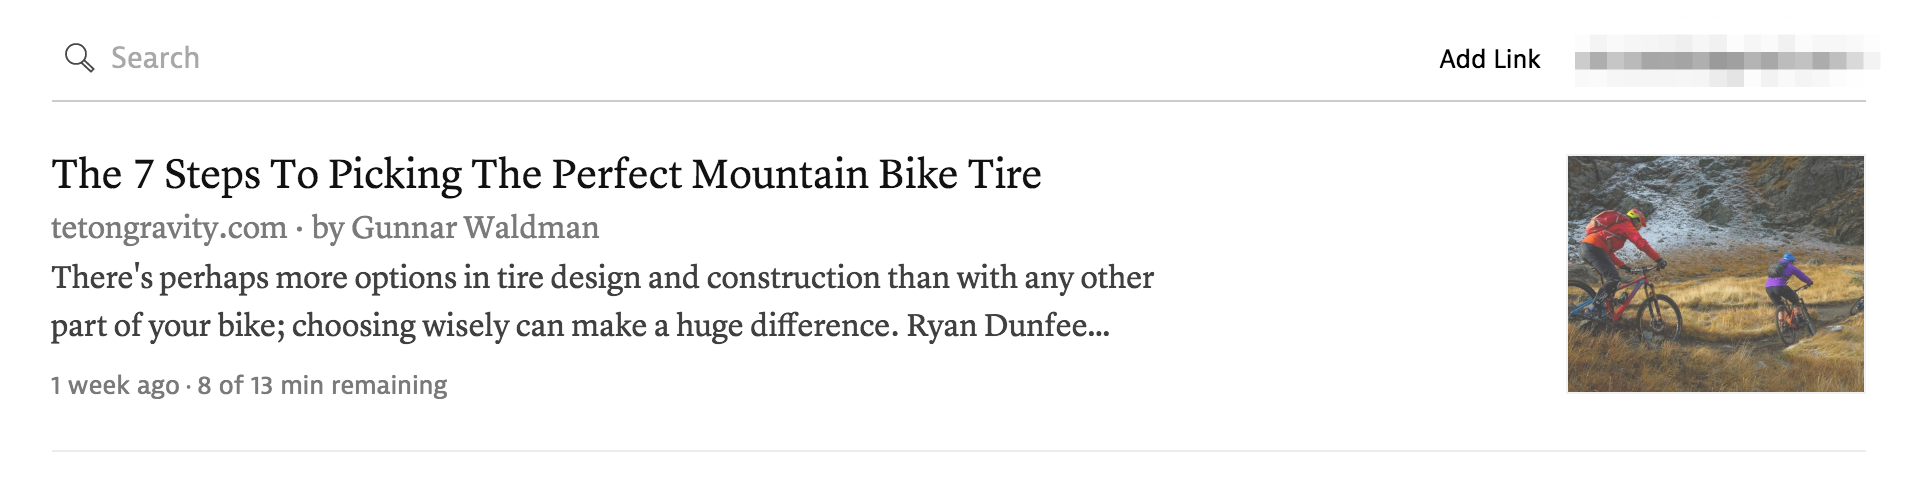 Search
Add Link
The 7 Steps To Picking The Perfect Mountain Bike Tire
tetongravity.com · by Gunnar Waldman
There's perhaps more options in tire design and construction than with any other
part of your bike; choosing wisely can make a huge difference. Ryan Dunfee...
1 week ago · 8 of 13 min remaining